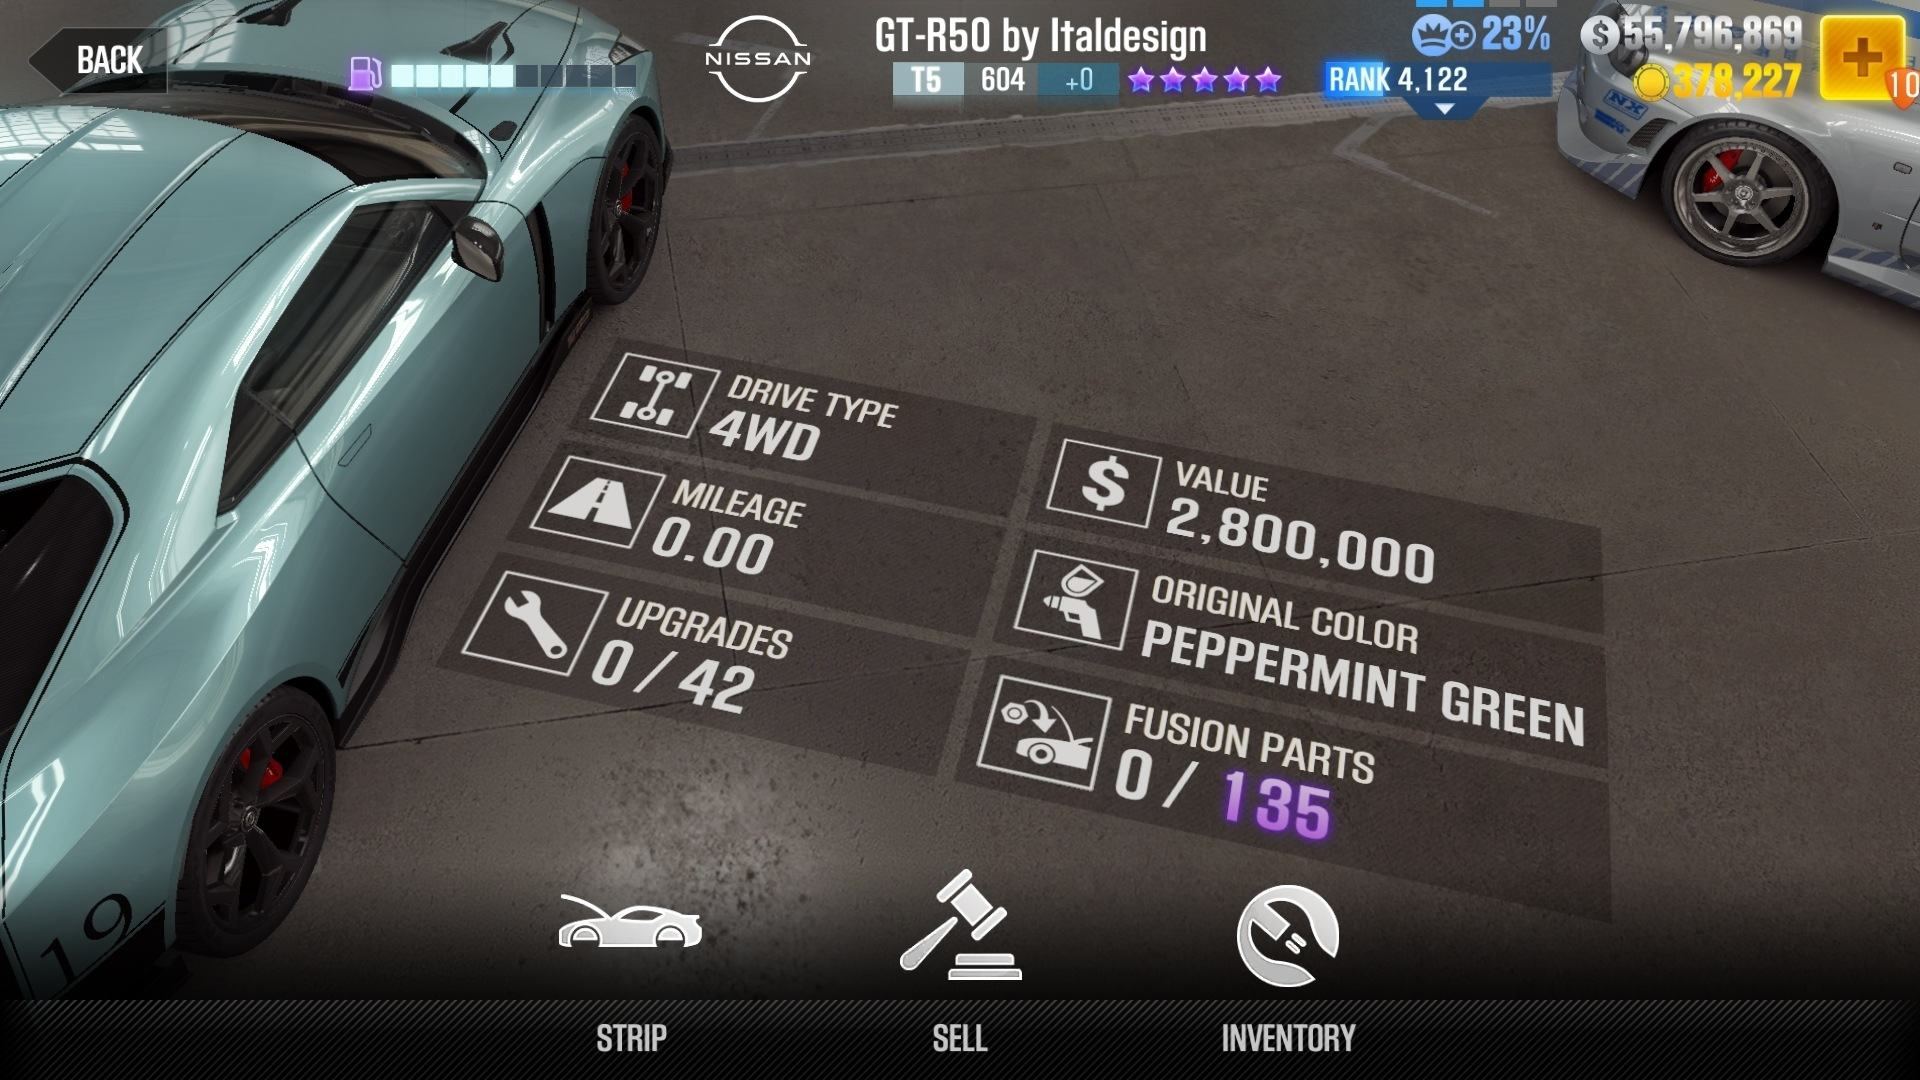 BACK
NISSAN
GT-R50 by Italdesign
T5 604 +0
23%
RANK 4,122
$ 55,796,869
378,227
10
NX
DRIVE TYPE
4WD
MILEAGE
0.00
UPGRADES
0 / 42
$ VALUE
2,800,000
ORIGINAL COLOR
PEPPERMINT GREEN
FUSION PARTS
0 / 135
19
STRIP
SELL
INVENTORY